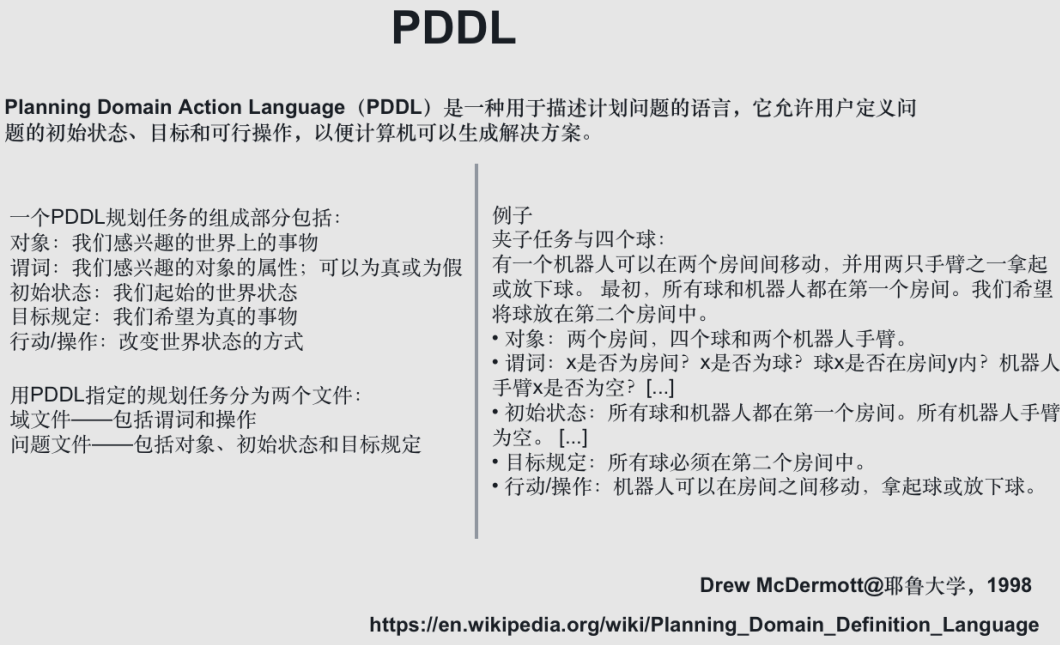 PDDL
Planning Domain Action Language（PDDL）是一种用于描述计划问题的语言，它允许用户定义问
题的初始状态、目标和可行操作，以便计算机可以生成解决方案。
一个PDDL规划任务的组成部分包括：
对象：我们感兴趣的世界上的事物
谓词：我们感兴趣的对象的属性；可以为真或为假
初始状态：我们起始的世界状态
目标规定：我们希望为真的事物
行动/操作：改变世界状态的方式
用PDDL指定的规划任务分为两个文件：
域文件——包括谓词和操作
问题文件——包括对象、初始状态和目标规定
例子
夹子任务与四个球：
有一个机器人可以在两个房间间移动，并用两只手臂之一拿起
或放下球。 最初，所有球和机器人都在第一个房间。我们希望
将球放在第二个房间中。
• 对象：两个房间，四个球和两个机器人手臂。
• 谓词：x是否为房间？x是否为球？球x是否在房间y内？机器人
手臂x是否为空？[...]
• 初始状态：所有球和机器人都在第一个房间。所有机器人手臂
为空。 [...]
• 目标规定：所有球必须在第二个房间中。
• 行动/操作：机器人可以在房间之间移动，拿起球或放下球。
Drew McDermott@耶鲁大学，1998
https://en.wikipedia.org/wiki/Planning_Domain_Definition_Language